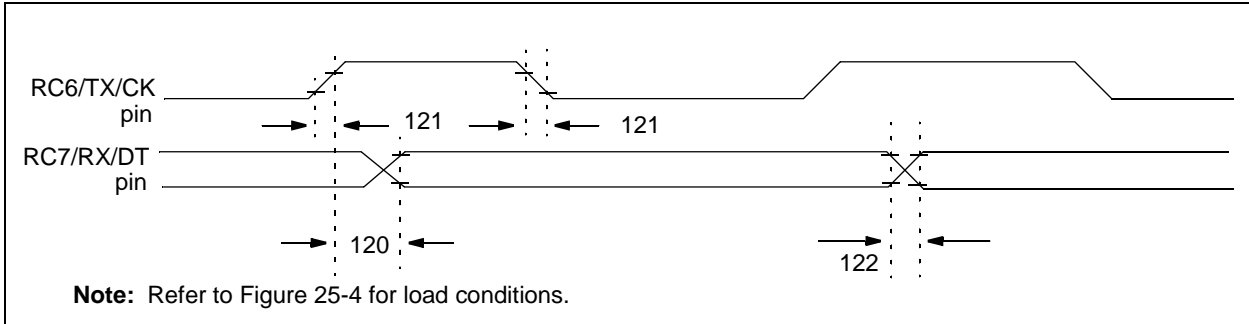 RC6/TX/CK
pin
121
121
RC7/RX/DT
pin
120
122
Note: Refer to Figure 25-4 for load conditions.